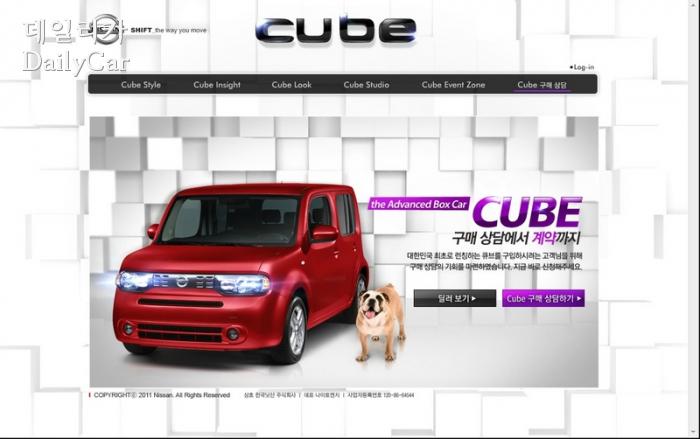 데일리카
DailyCar
SHIFT_the way you move
cube
Log-in
Cube Style
Cube Insight
Cube Look
Cube Studio
Cube Event Zone
Cube 구매 상담
the Advanced Box Car
CUBE
구매 상담에서 계약까지
대한민국 최초로 런칭하는 큐브를 구입하시려는 고객님을 위해
구매 상담의 기회를 마련하였습니다. 지금 바로 신청해주세요.
딜러 보기
Cube 구매 상담하기
COPYRIGHTⓒ 2011 Nissan. All Rights Reserved
상호 한국닛산 주식회사 | 대표 나이토켄지 | 사업자등록번호 120-86-64644